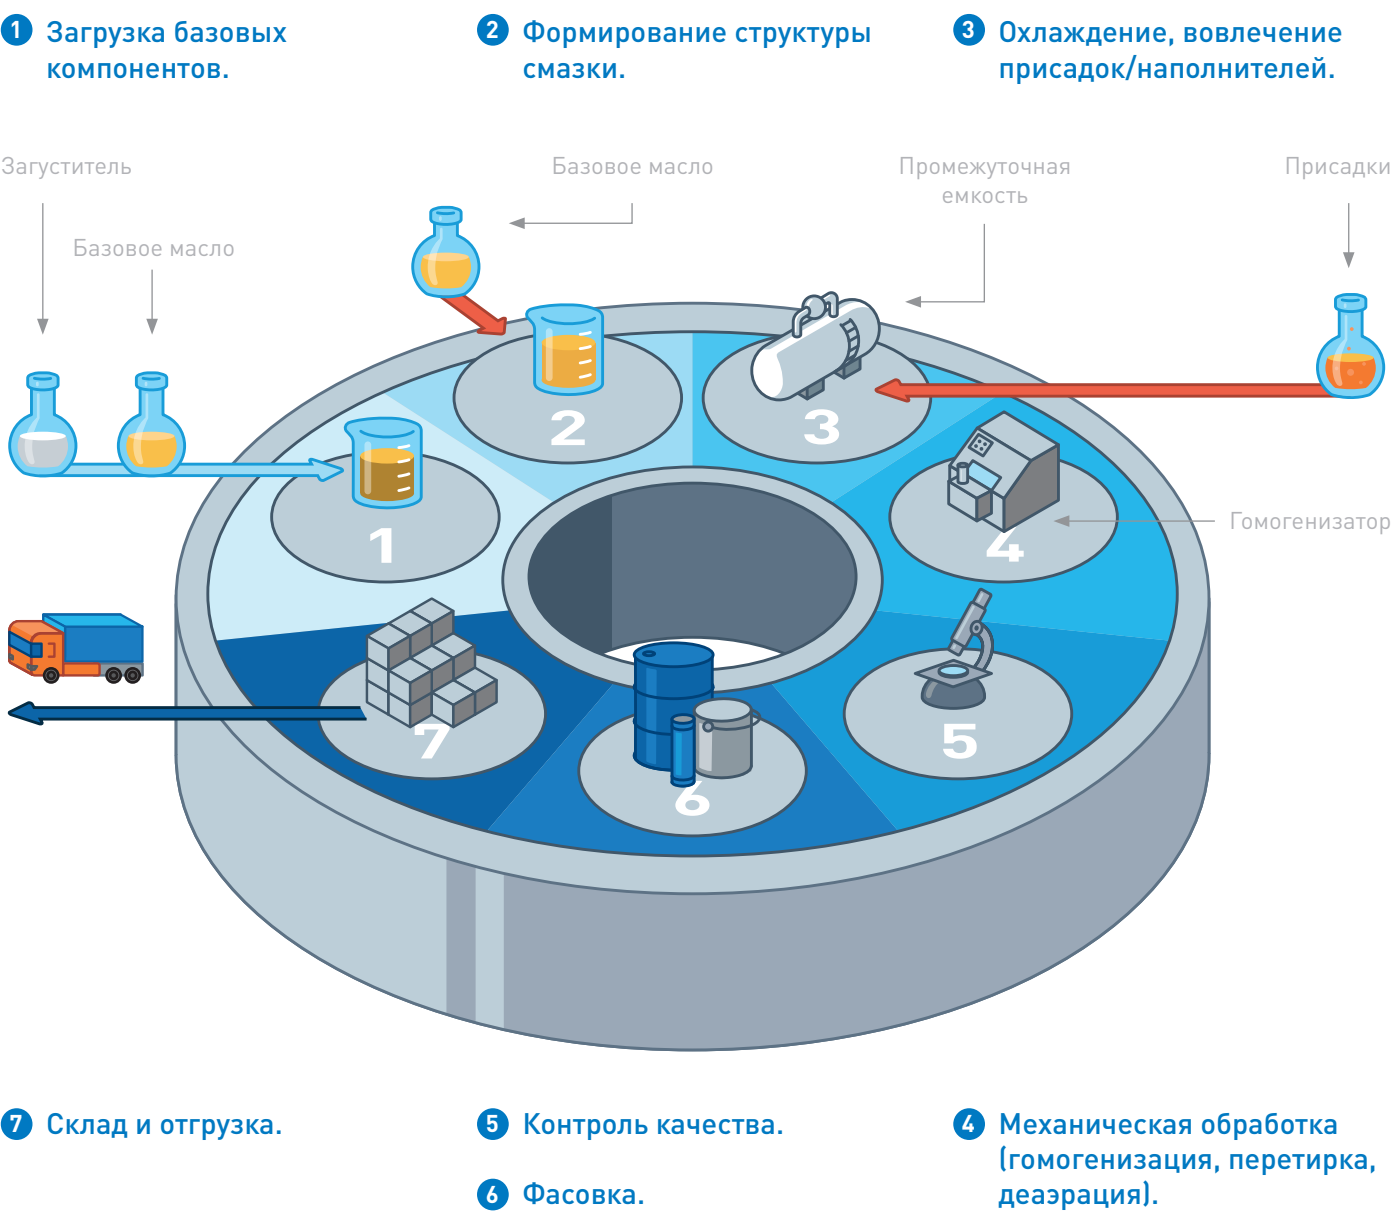 1 Загрузка базовых
компонентов.
2 Формирование структуры
смазки.
3 Охлаждение, вовлечение
присадок/наполнителей.
Загуститель
Базовое масло
Базовое масло
Промежуточная
емкость
Присадки
Гомогенизатор
1
2
3
4
5
6
7
7 Склад и отгрузка.
5 Контроль качества.
6 Фасовка.
4 Механическая обработка
(гомогенизация, перетирка,
деаэрация).